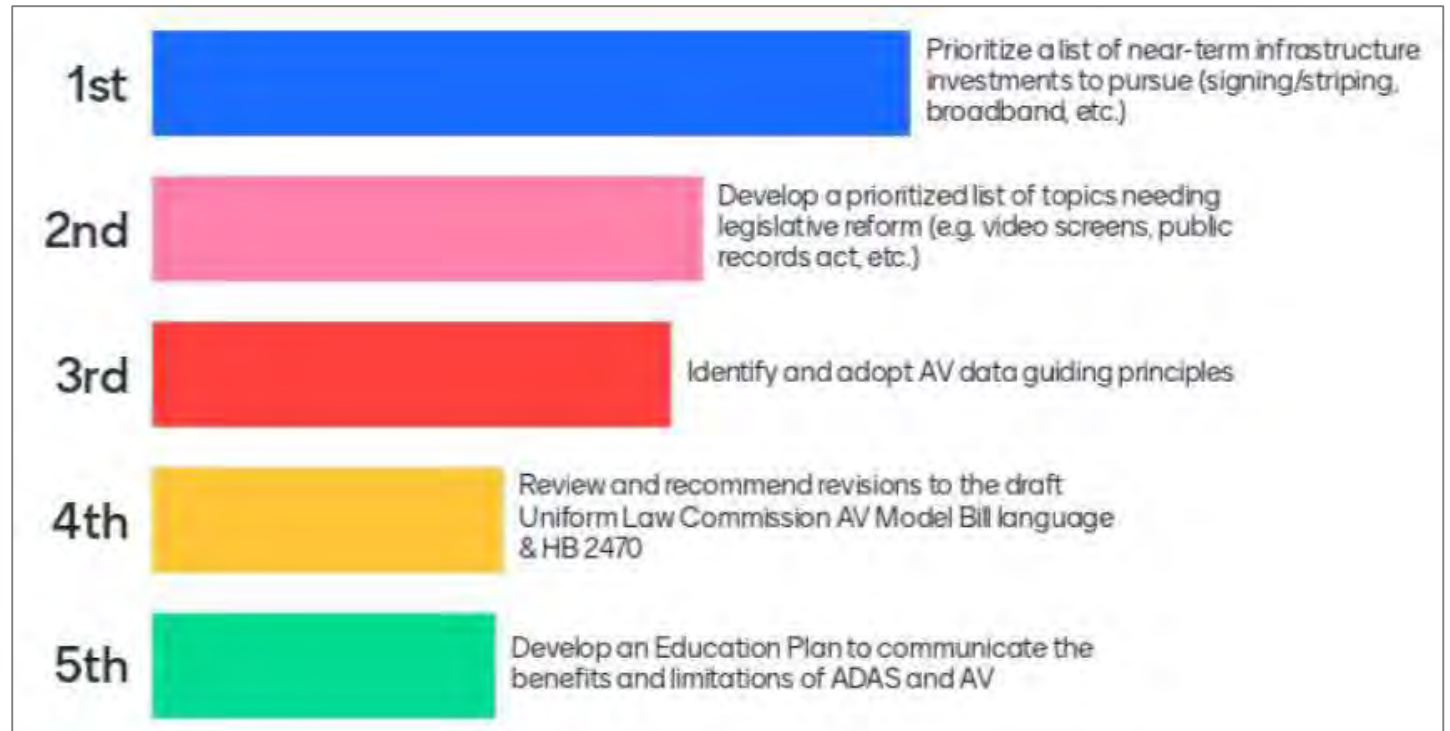 1st
Prioritize a list of near-term infrastructure
investments to pursue (signing/striping,
broadband, etc.)
2nd
Develop a prioritized list of topics needing
legislative reform (e.g. video screens, public
records act, etc.)
3rd
Identify and adopt AV data guiding principles
4th
Review and recommend revisions to the draft
Uniform Law Commission AV Model Bill language
& HB 2470
5th
Develop an Education Plan to communicate the
benefits and limitations of ADAS and AV